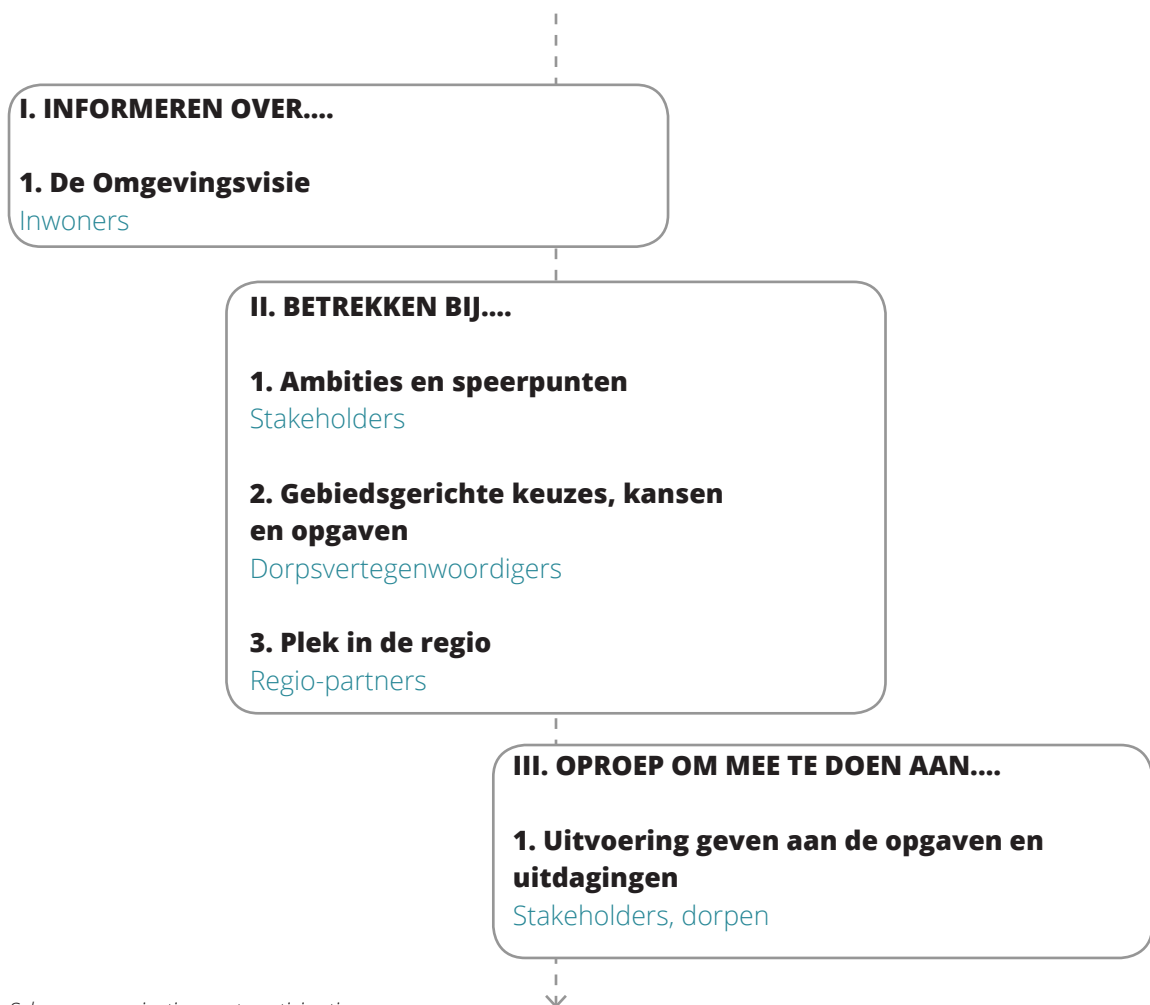 I. INFORMEREN OVER....
1. De Omgevingsvisie
Inwoners
II. BETREKKEN BIJ....
1. Ambities en speerpunten
Stakeholders
2. Gebiedsgerichte keuzes, kansen
en opgaven
Dorpsvertegenwoordigers
3. Plek in de regio
Regio-partners
III. OPROEP OM MEE TE DOEN AAN....
1. Uitvoering geven aan de opgaven en
uitdagingen
Stakeholders, dorpen